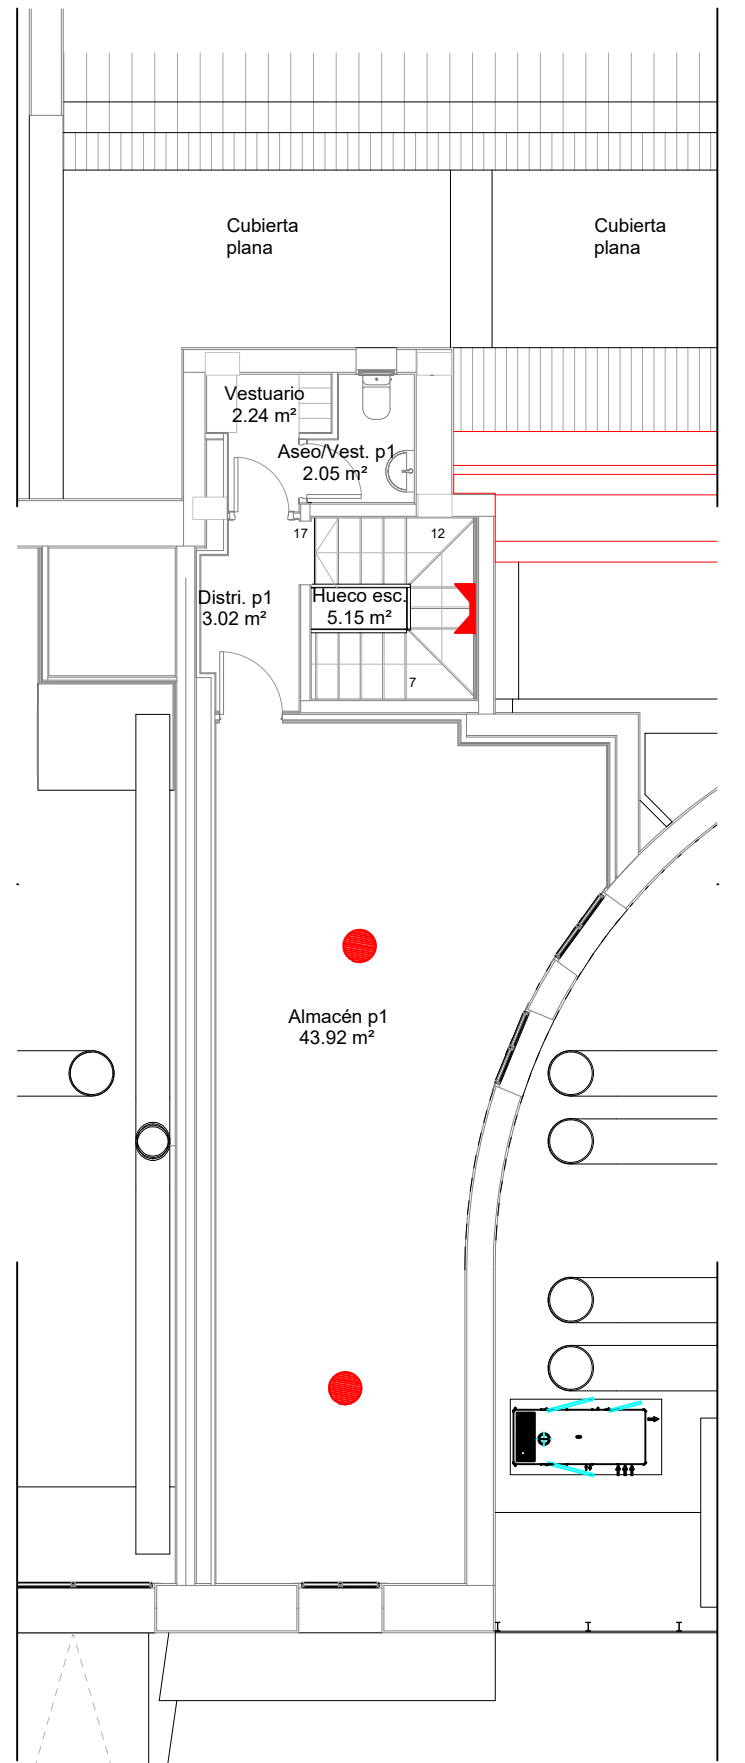 Cubierta
plana
Cubierta
plana
Vestuario
2.24 m²
Aseo/Vest. p1
2.05 m²
17
12
Distri. p1
3.02 m²
Hueco esc.
5.15 m²
7
Almacén p1
43.92 m²